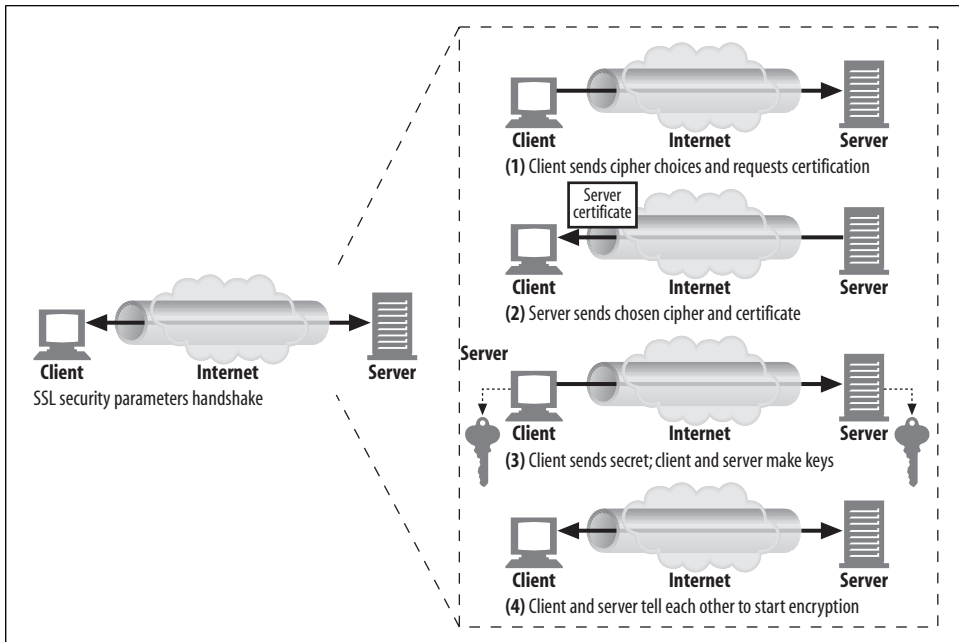 Client Internet Server
SSL security parameters handshake
Client Internet Server
(1) Client sends cipher choices and requests certification
Server
certificate
Client Internet Server
(2) Server sends chosen cipher and certificate
Server
Client Internet Server
(3) Client sends secret; client and server make keys
Client Internet Server
(4) Client and server tell each other to start encryption